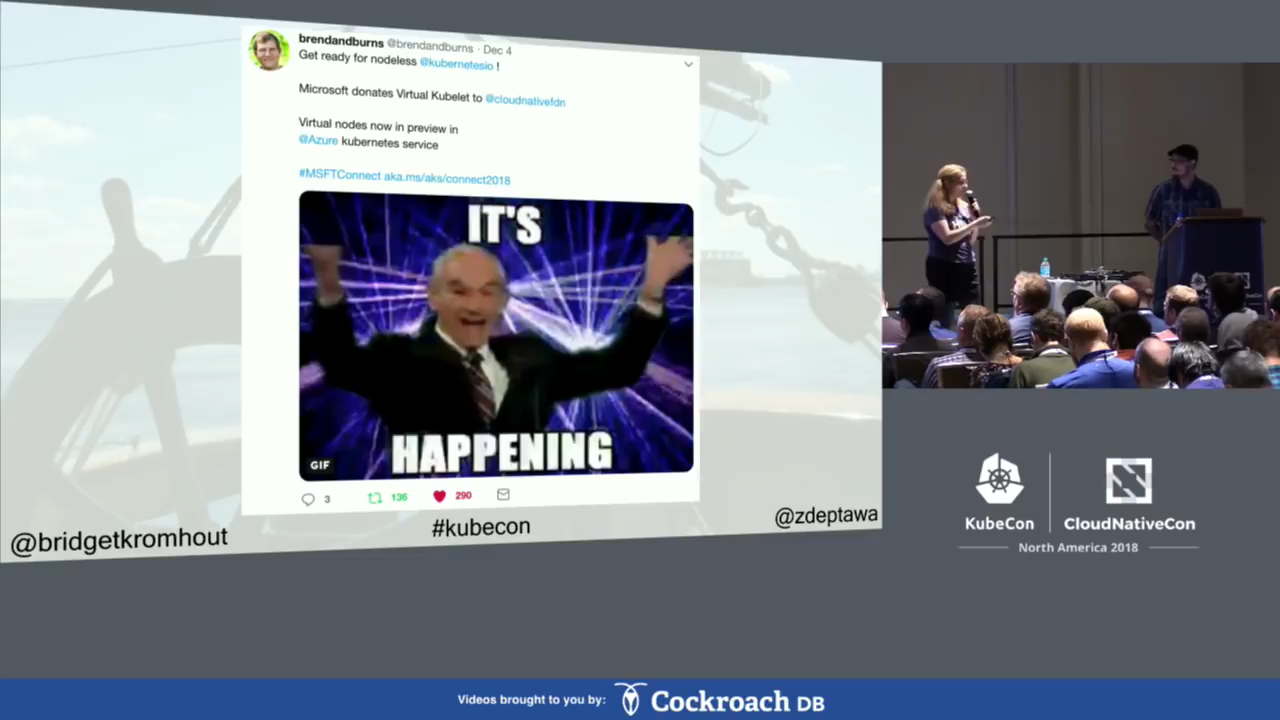 brendandburns @brendandburns · Dec 4
Get ready for nodeless @kubernetesio !
Microsoft donates Virtual Kubelet to @cloudnativefdn
Virtual nodes now in preview in
@Azure kubernetes service
#MSFTConnect aka.ms/aks/connect2018
IT'S
HAPPENING
GIF
3 136 290
@bridgetkromhout
#kubecon
@zdeptawa
KubeCon
CloudNativeCon
North America 2018
Videos brought to you by: Cockroach DB